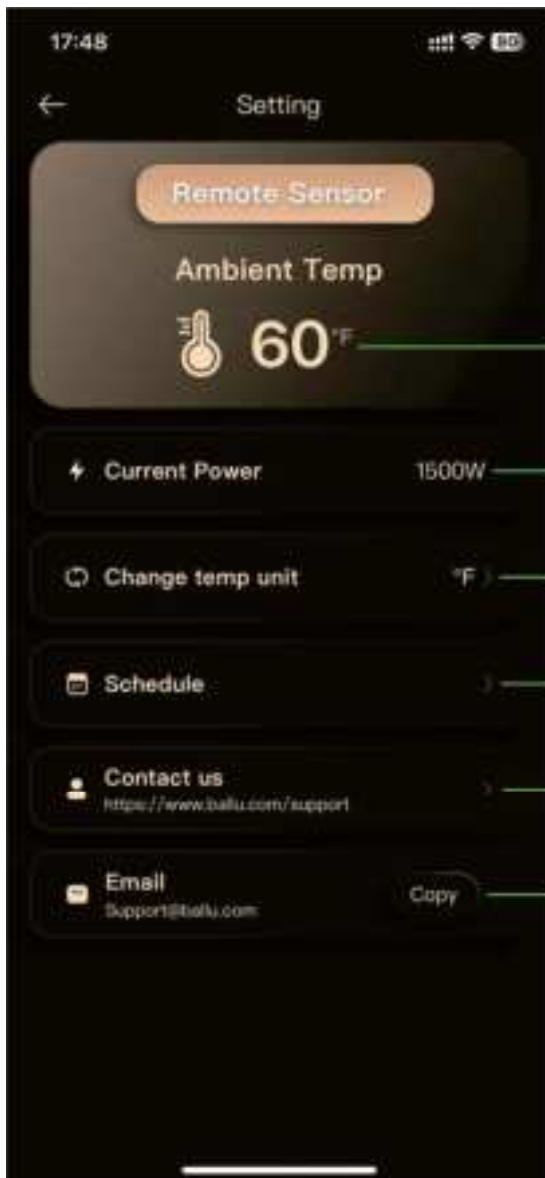 17:48
80
Setting
Remote Sensor
Ambient Temp
60°F
Current Power 1500W
Change temp unit °F
Schedule
Contact us
https://www.ballu.com/support
Email
Support@ballu.com
Copy